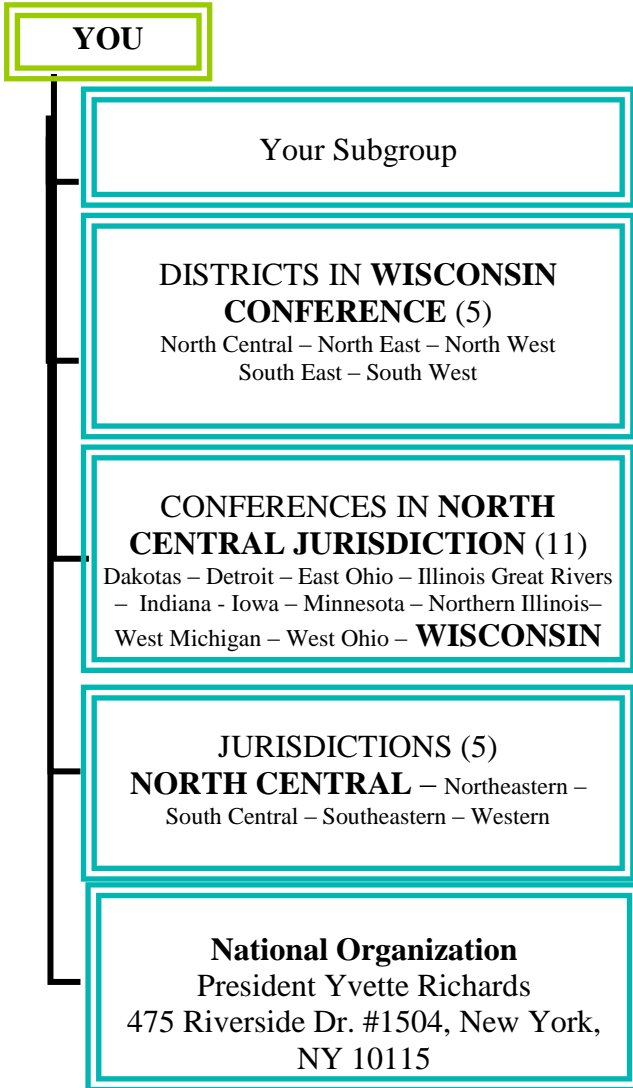 YOU
Your Subgroup
DISTRICTS IN WISCONSIN
CONFERENCE (5)
North Central – North East – North West
South East – South West
CONFERENCES IN NORTH
CENTRAL JURISDICTION (11)
Dakotas – Detroit – East Ohio – Illinois Great Rivers
– Indiana - Iowa – Minnesota – Northern Illinois–
West Michigan – West Ohio – WISCONSIN
JURISDICTIONS (5)
NORTH CENTRAL – Northeastern –
South Central – Southeastern – Western
National Organization
President Yvette Richards
475 Riverside Dr. #1504, New York,
NY 10115